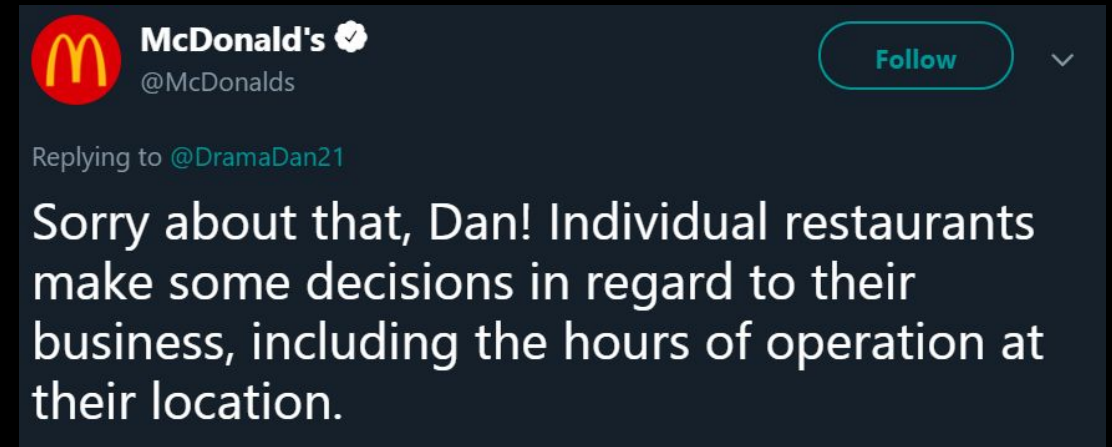 McDonald's
@McDonalds
Follow
Replying to @DramaDan21
Sorry about that, Dan! Individual restaurants
make some decisions in regard to their
business, including the hours of operation at
their location.